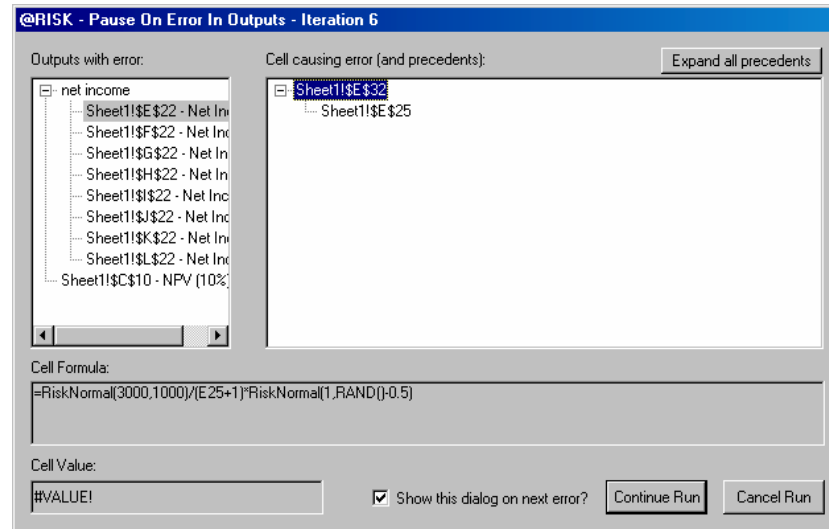 @RISK - Pause On Error In Outputs - Iteration 6
Outputs with error:
Cell causing error (and precedents):
Expand all precedents
net income
Sheet1!$E$22 - Net In
Sheet1!$F$22 - Net Inc
Sheet1!$G$22 - Net In
Sheet1!$H$22 - Net In
Sheet1!$I$22 - Net Inc
Sheet1!$J$22 - Net Inc
Sheet1!$K$22 - Net In
Sheet1!$L$22 - Net Inc
Sheet1!$C$10 - NPV (10%)
Sheet1!$E$32
Sheet1!$E$25
Cell Formula:
=RiskNormal(3000,1000)/(E25+1)*RiskNormal(1,RAND()-0.5)
Cell Value:
#VALUE!
Show this dialog on next error?
Continue Run
Cancel Run